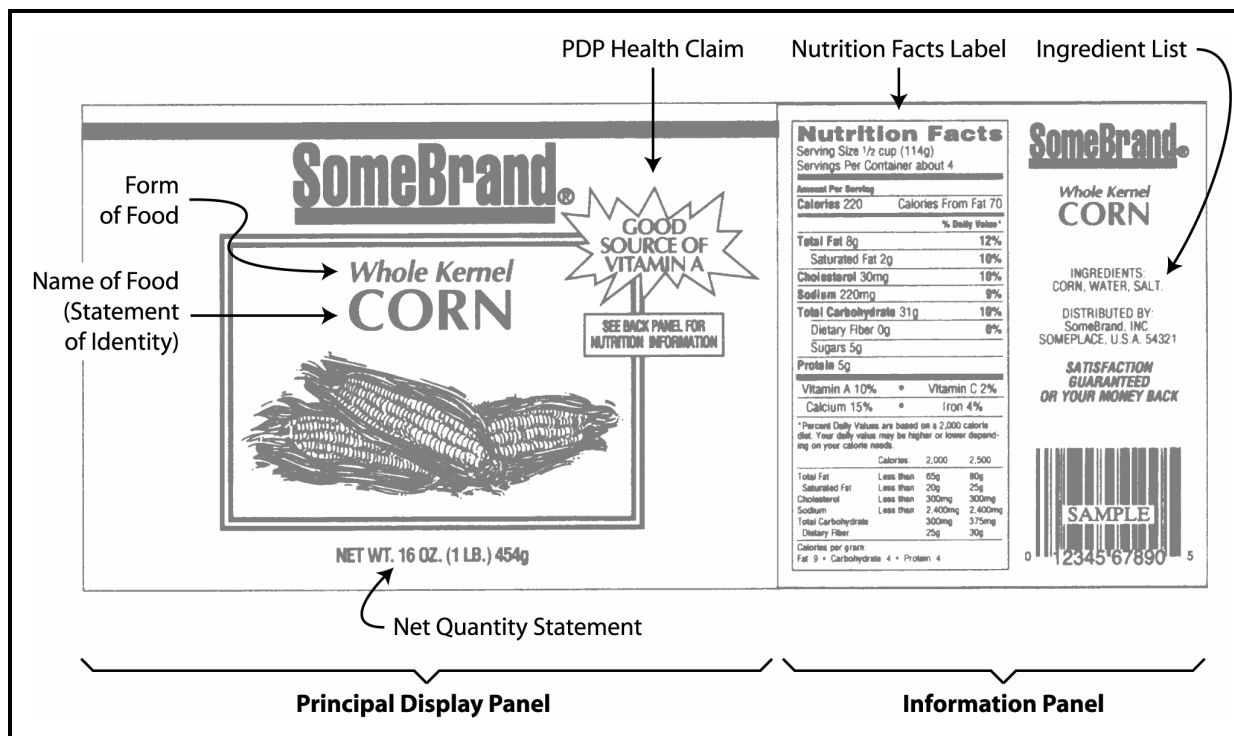 PDP Health Claim
Nutrition Facts Label
Ingredient List
Form
of Food
Name of Food
(Statement
of Identity)
SomeBrand®
GOOD
SOURCE OF
VITAMIN A
Whole Kernel
CORN
SEE BACK PANEL FOR
NUTRITION INFORMATION
NET WT. 16 OZ. (1 LB.) 454g
Net Quantity Statement
Principal Display Panel
Nutrition Facts
Serving Size 1/2 cup (114g)
Servings Per Container about 4
Amount Per Serving
Calories 220 Calories From Fat 70
% Daily Value*
Total Fat 8g 12%
Saturated Fat 2g 10%
Cholesterol 30mg 10%
Sodium 220mg 9%
Total Carbohydrate 31g 10%
Dietary Fiber 0g 0%
Sugars 5g
Protein 5g
Vitamin A 10% • Vitamin C 2%
Calcium 15% • Iron 4%
*Percent Daily Values are based on a 2,000 calorie
diet. Your daily value may be higher or lower depend-
ing on your calorie needs.
Calories: 2,000 2,500
Total Fat Less than 65g 80g
Saturated Fat Less than 20g 25g
Cholesterol Less than 300mg 300mg
Sodium Less than 2,400mg 2,400mg
Total Carbohydrate 300mg 375mg
Dietary Fiber 25g 30g
Calories per gram:
Fat 9 • Carbohydrate 4 • Protein 4
SomeBrand®
Whole Kernel
CORN
INGREDIENTS:
CORN, WATER, SALT.
DISTRIBUTED BY:
SomeBrand, INC.
SOMEPLACE, U.S.A. 54321
SATISFACTION
GUARANTEED
OR YOUR MONEY BACK
SAMPLE
0 12345 67890 5
Information Panel